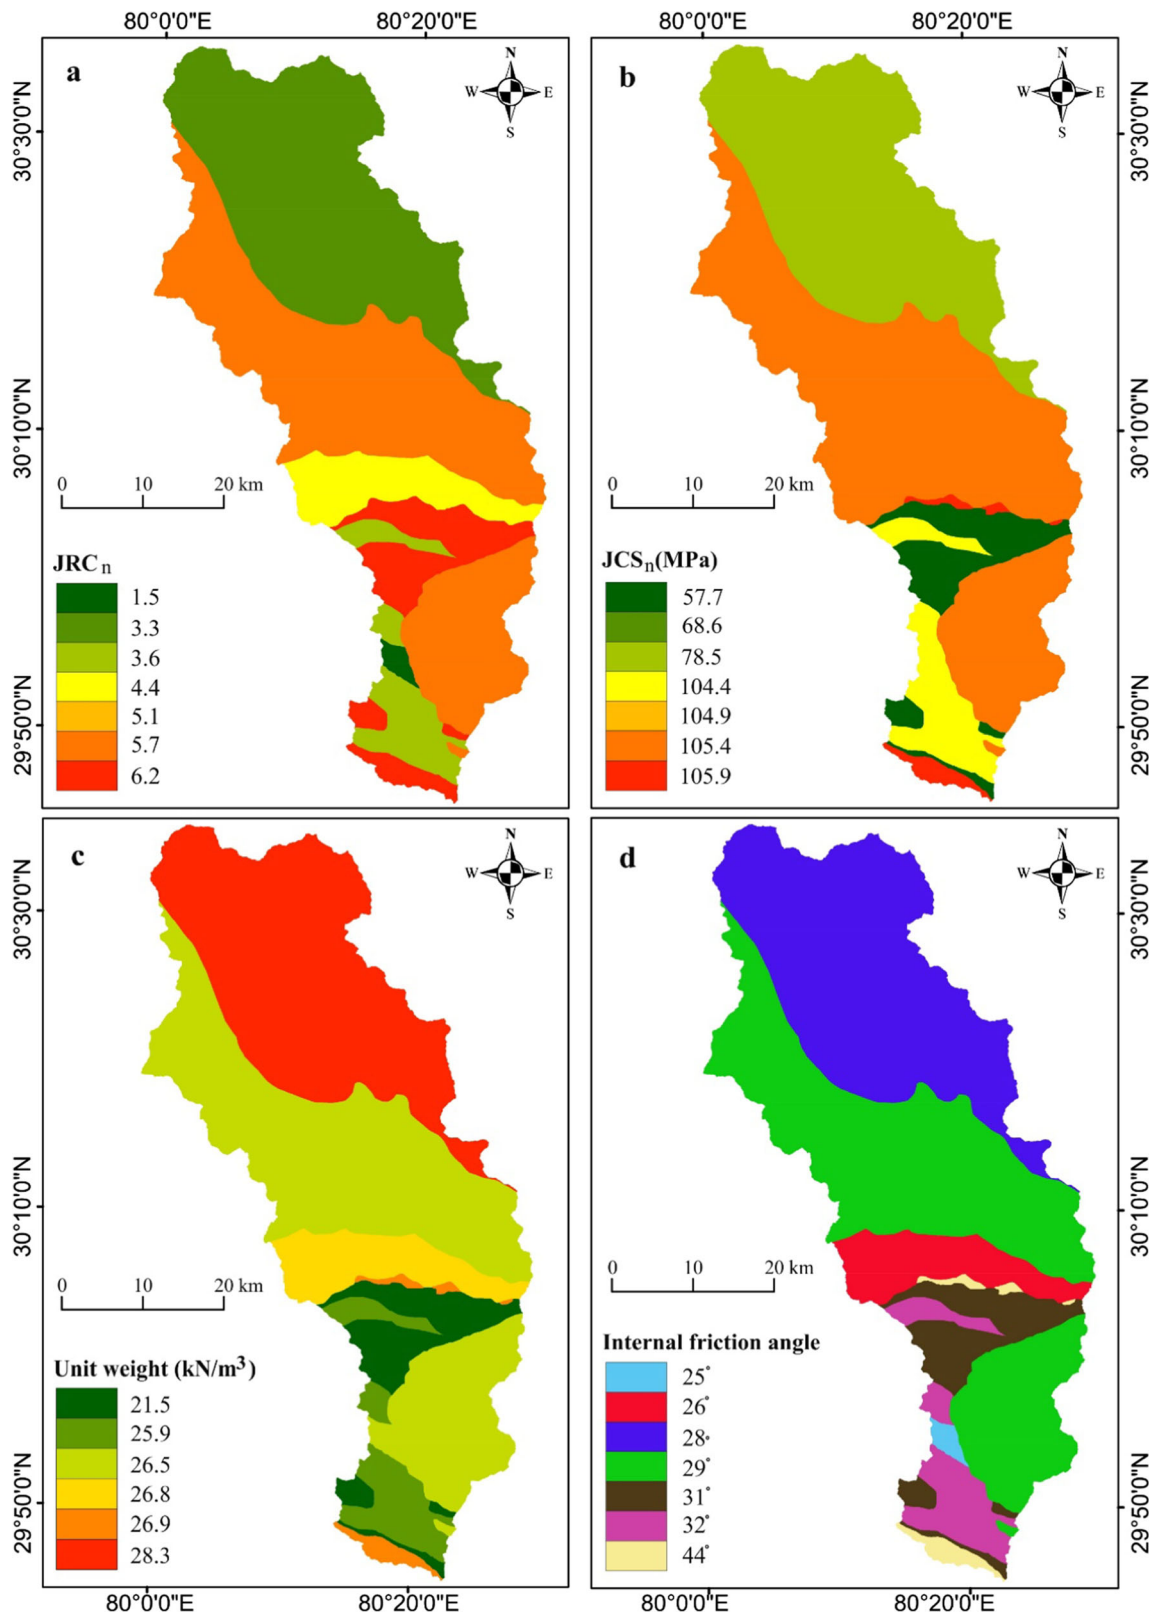 80°0'0"E 80°20'0"E 80°0'0"E 80°20'0"E
a
N
W E
S
b
N
W E
S
30°30'0"N
30°10'0"N
29°50'0"N
30°30'0"N
30°10'0"N
29°50'0"N
0 10 20 km
JRCn
1.5
3.3
3.6
4.4
5.1
5.7
6.2
0 10 20 km
JCSn(MPa)
57.7
68.6
78.5
104.4
104.9
105.4
105.9
c
N
W E
S
d
N
W E
S
30°30'0"N
30°10'0"N
29°50'0"N
30°30'0"N
30°10'0"N
29°50'0"N
0 10 20 km
Unit weight (kN/m³)
21.5
25.9
26.5
26.8
26.9
28.3
0 10 20 km
Internal friction angle
25°
26°
28°
29°
31°
32°
44°
80°0'0"E 80°20'0"E 80°0'0"E 80°20'0"E